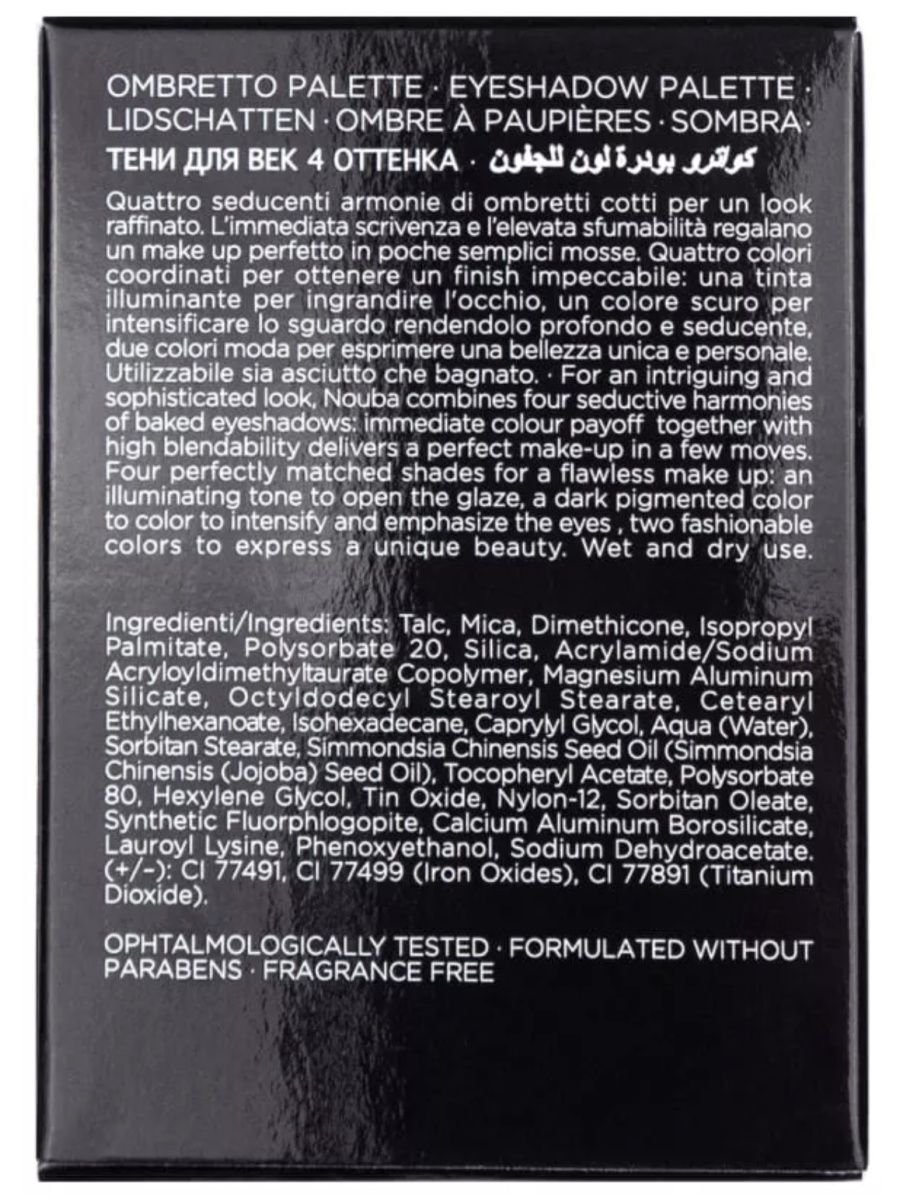 OMBRETTO PALETTE · EYESHADOW PALETTE ·
LIDSCHATTEN · OMBRE À PAUPIÈRES · SOMBRA ·
ТЕНИ ДЛЯ ВЕК 4 ОТТЕНКА · كواترو بودرة لون للجفون
Quattro seducenti armonie di ombretti cotti per un look
raffinato. L'immediata scrivenza e l'elevata sfumabilità regalano
un make up perfetto in poche semplici mosse. Quattro colori
coordinati per ottenere un finish impeccabile: una tinta
illuminante per ingrandire l'occhio, un colore scuro per
intensificare lo sguardo rendendolo profondo e seducente,
due colori moda per esprimere una bellezza unica e personale.
Utilizzabile sia asciutto che bagnato. · For an intriguing and
sophisticated look, Nouba combines four seductive harmonies
of baked eyeshadows: immediate colour payoff together with
high blendability delivers a perfect make-up in a few moves.
Four perfectly matched shades for a flawless make up: an
illuminating tone to open the glaze, a dark pigmented color
to color to intensify and emphasize the eyes , two fashionable
colors to express a unique beauty. Wet and dry use.
Ingredienti/Ingredients: Talc, Mica, Dimethicone, Isopropyl
Palmitate, Polysorbate 20, Silica, Acrylamide/Sodium
Acryloyldimethyltaurate Copolymer, Magnesium Aluminum
Silicate, Octyldodecyl Stearoyl Stearate, Cetearyl
Ethylhexanoate, Isohexadecane, Caprylyl Glycol, Aqua (Water),
Sorbitan Stearate, Simmondsia Chinensis Seed Oil (Simmondsia
Chinensis (Jojoba) Seed Oil), Tocopheryl Acetate, Polysorbate
80, Hexylene Glycol, Tin Oxide, Nylon-12, Sorbitan Oleate,
Synthetic Fluorphlogopite, Calcium Aluminum Borosilicate,
Lauroyl Lysine, Phenoxyethanol, Sodium Dehydroacetate.
(+/-): CI 77491, CI 77499 (Iron Oxides), CI 77891 (Titanium
Dioxide).
OPHTALMOLOGICALLY TESTED · FORMULATED WITHOUT
PARABENS · FRAGRANCE FREE